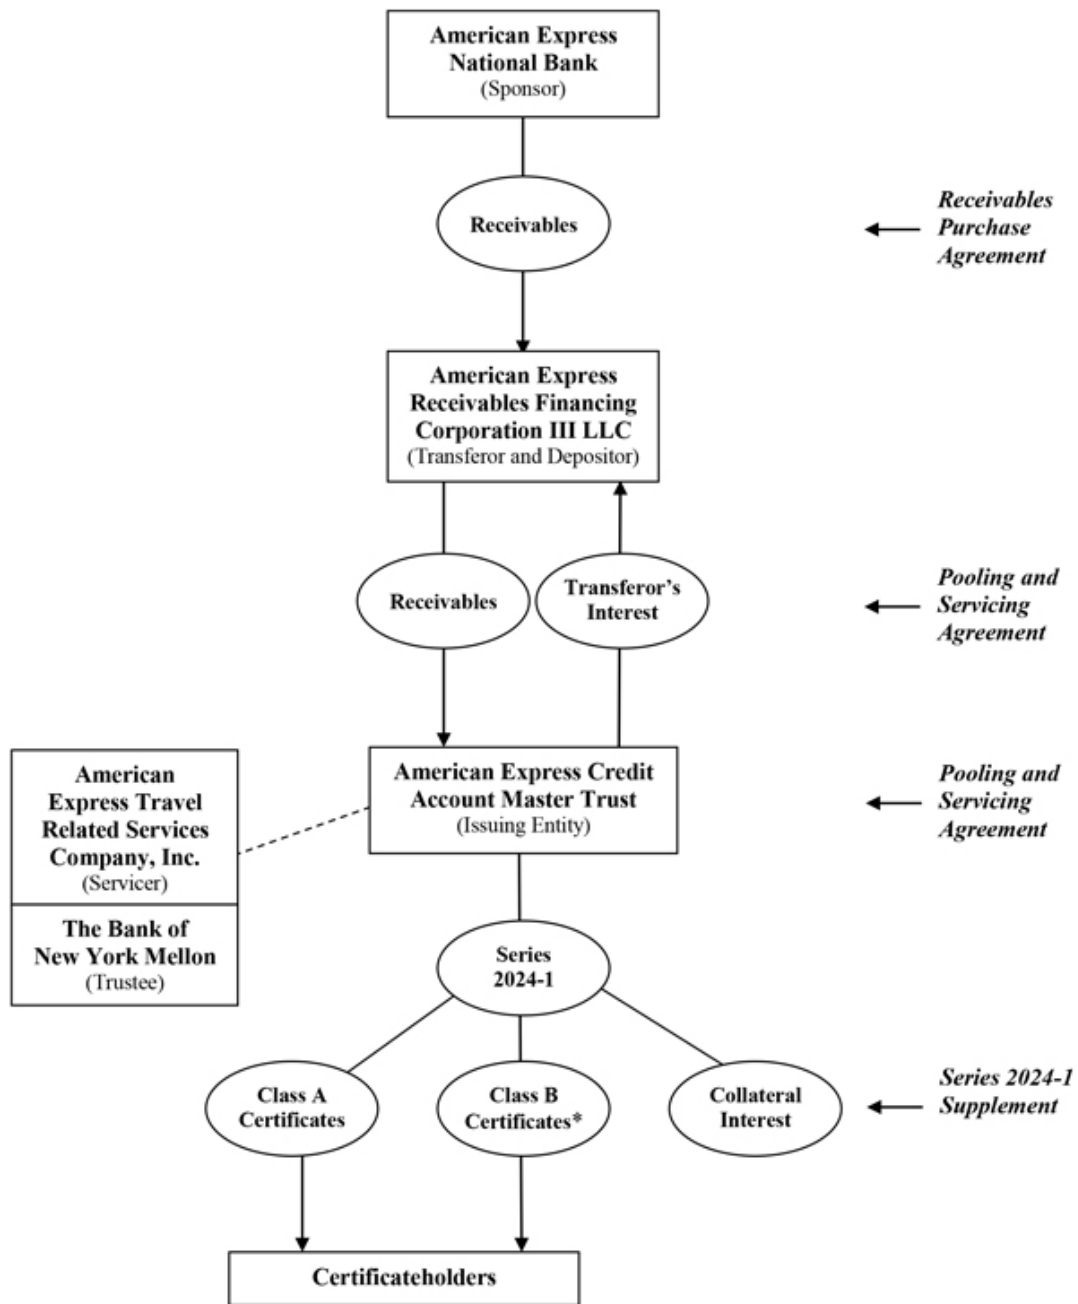 American Express
National Bank
(Sponsor)
Receivables
Receivables
Purchase
Agreement
American Express
Receivables Financing
Corporation III LLC
(Transferor and Depositor)
Receivables
Transferor's
Interest
Pooling and
Servicing
Agreement
American
Express Travel
Related Services
Company, Inc.
(Servicer)
The Bank of
New York Mellon
(Trustee)
American Express Credit
Account Master Trust
(Issuing Entity)
Pooling and
Servicing
Agreement
Series
2024-1
Class A
Certificates
Class B
Certificates*
Collateral
Interest
Series 2024-1
Supplement
Certificateholders